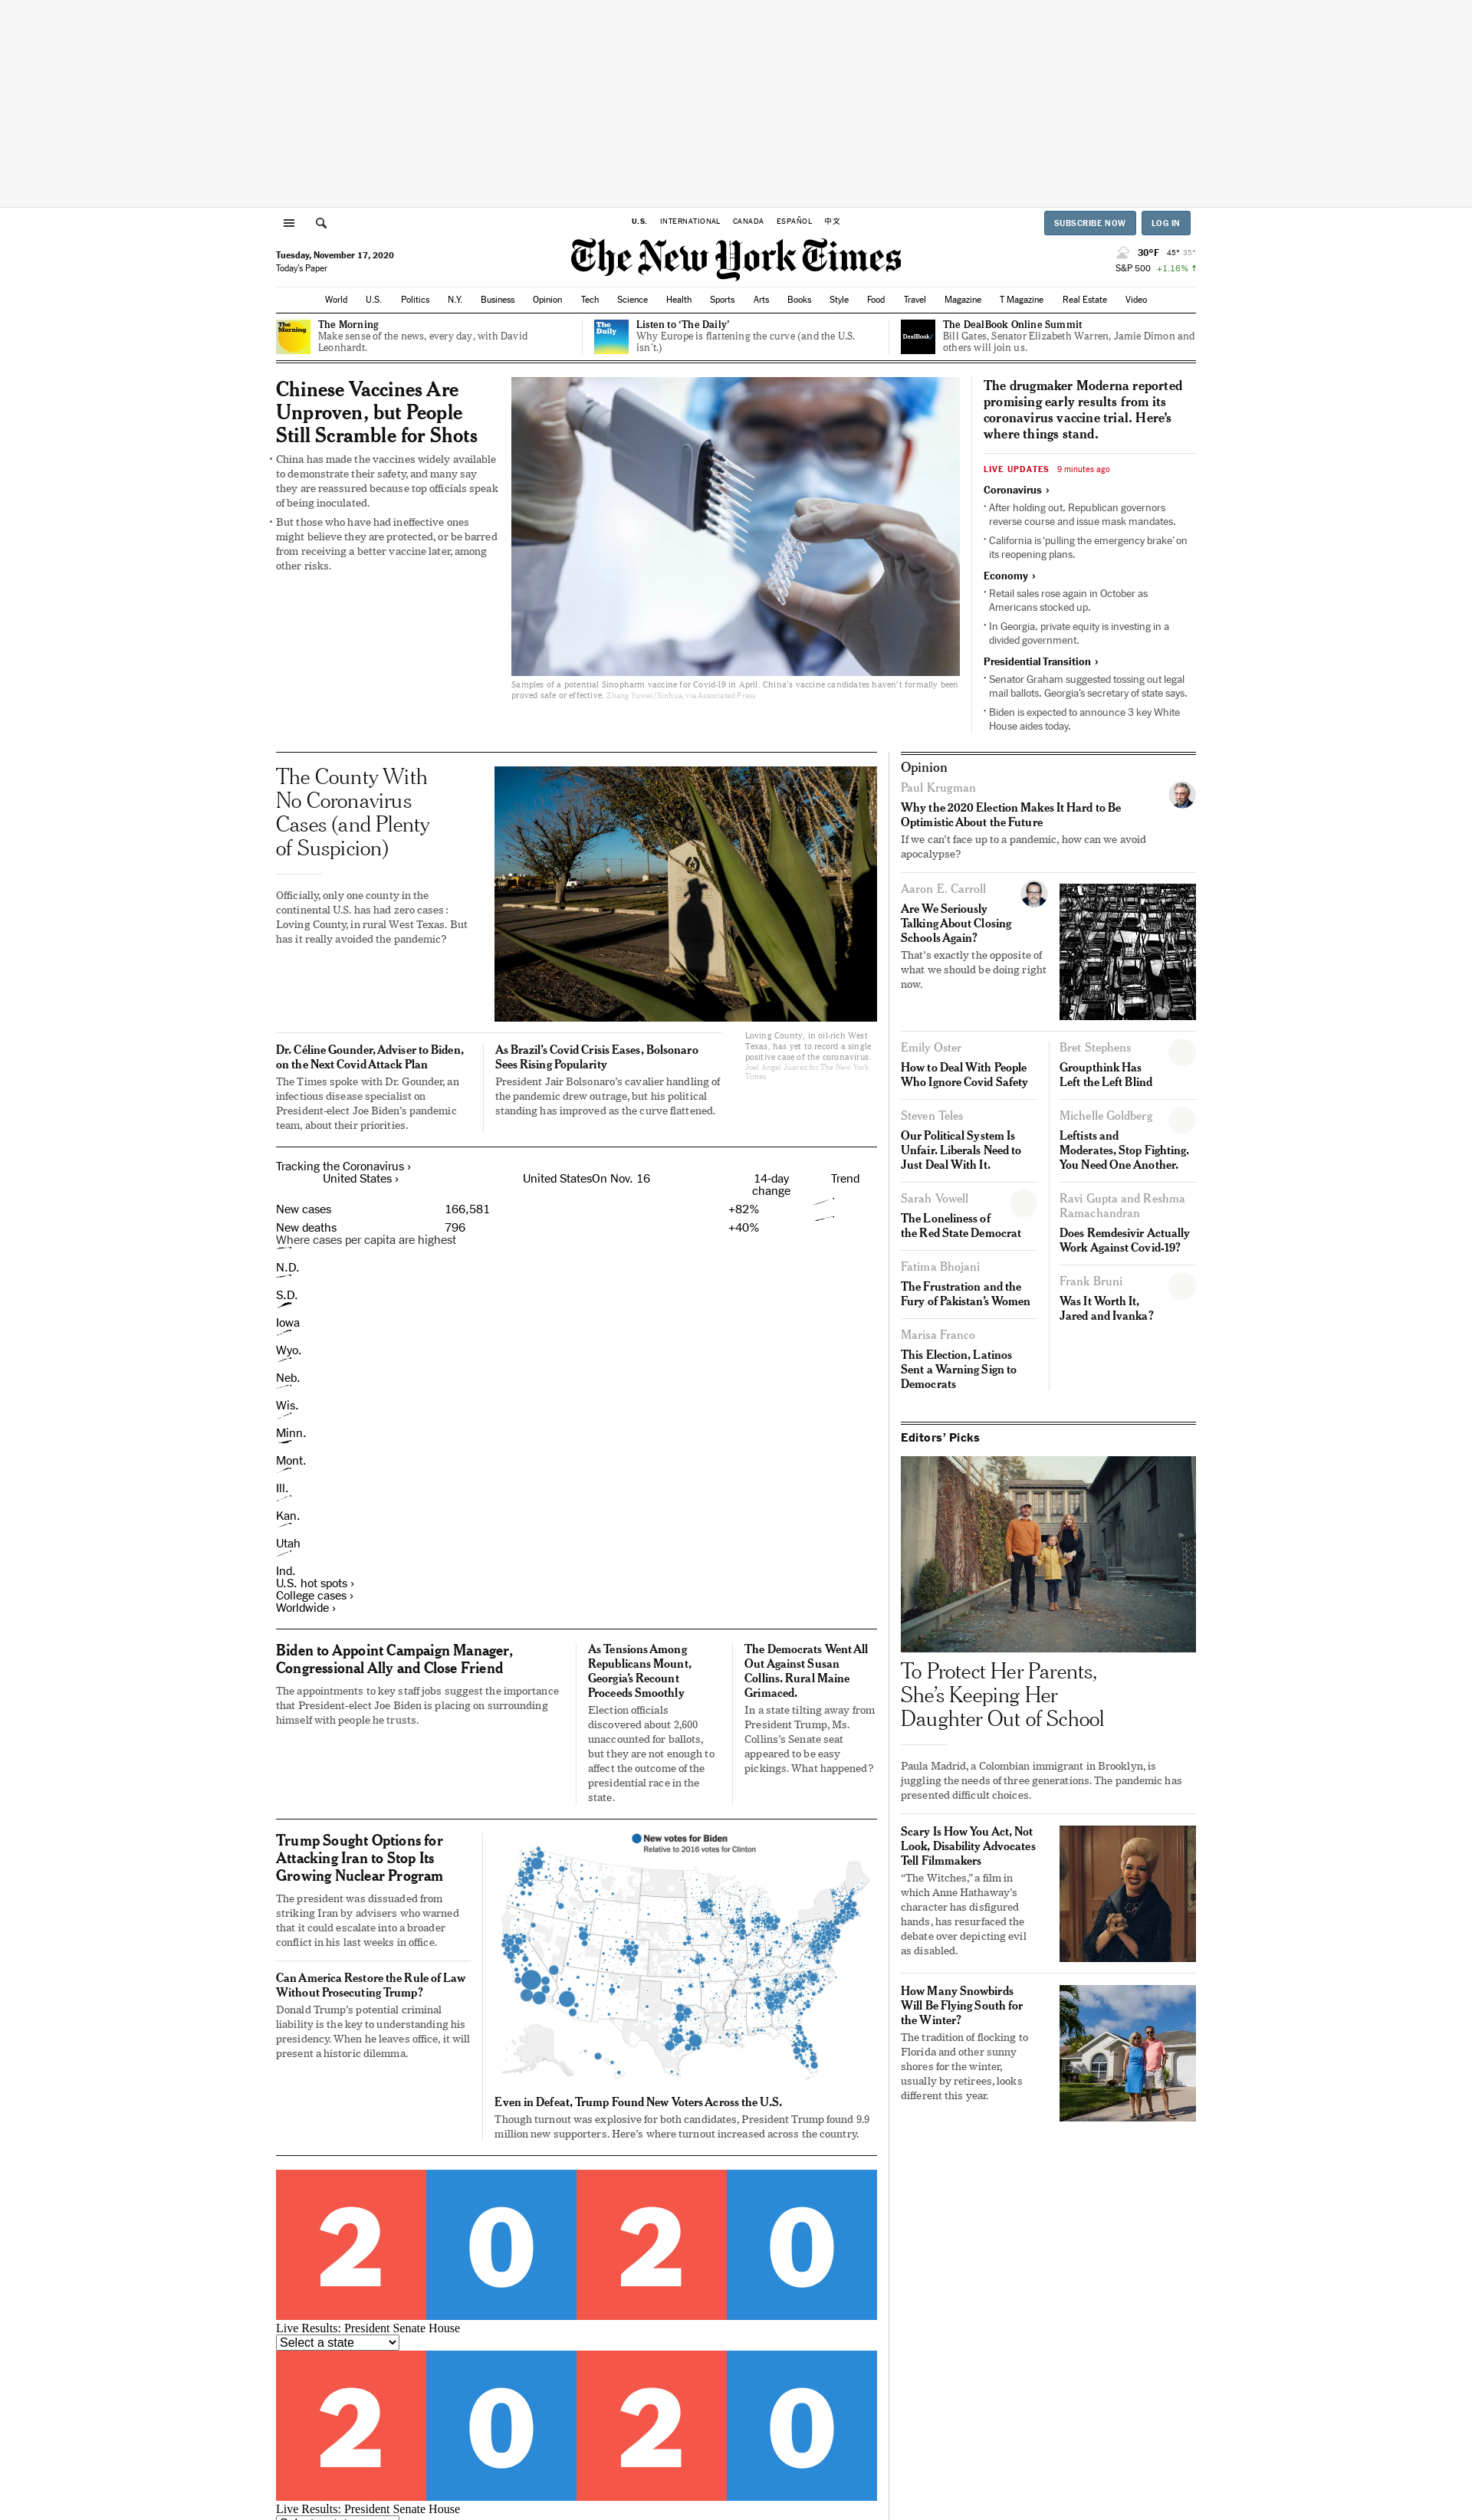 U.S. INTERNATIONAL CANADA ESPAÑOL 中文
SUBSCRIBE NOW LOG IN
Tuesday, November 17, 2020
Today's Paper
The New York Times
30°F 45° 35°
S&P 500 +1.16%
World U.S. Politics N.Y. Business Opinion Tech Science Health Sports Arts Books Style Food Travel Magazine T Magazine Real Estate Video
The Morning
The Morning
Make sense of the news, every day, with David
Leonhardt.
The Daily
Listen to ‘The Daily’
Why Europe is flattening the curve (and the U.S.
isn't.)
DealBook/
The DealBook Online Summit
Bill Gates, Senator Elizabeth Warren, Jamie Dimon and
others will join us.
Chinese Vaccines Are
Unproven, but People
Still Scramble for Shots
China has made the vaccines widely available
to demonstrate their safety, and many say
they are reassured because top officials speak
of being inoculated.
But those who have had ineffective ones
might believe they are protected, or be barred
from receiving a better vaccine later, among
other risks.
Samples of a potential Sinopharm vaccine for Covid-19 in April. China's vaccine candidates haven't formally been
proved safe or effective. Zhang Yuwei/Xinhua, via Associated Press
The drugmaker Moderna reported
promising early results from its
coronavirus vaccine trial. Here’s
where things stand.
LIVE UPDATES 9 minutes ago
Coronavirus ›
After holding out, Republican governors
reverse course and issue mask mandates.
California is ‘pulling the emergency brake’ on
its reopening plans.
Economy ›
Retail sales rose again in October as
Americans stocked up.
In Georgia, private equity is investing in a
divided government.
Presidential Transition ›
Senator Graham suggested tossing out legal
mail ballots, Georgia’s secretary of state says.
Biden is expected to announce 3 key White
House aides today.
The County With
No Coronavirus
Cases (and Plenty
of Suspicion)
Officially, only one county in the
continental U.S. has had zero cases:
Loving County, in rural West Texas. But
has it really avoided the pandemic?
Loving County, in oil-rich West
Texas, has yet to record a single
positive case of the coronavirus.
Joel Angel Juarez for The New York
Times
Dr. Céline Gounder, Adviser to Biden,
on the Next Covid Attack Plan
The Times spoke with Dr. Gounder, an
infectious disease specialist on
President-elect Joe Biden’s pandemic
team, about their priorities.
As Brazil’s Covid Crisis Eases, Bolsonaro
Sees Rising Popularity
President Jair Bolsonaro’s cavalier handling of
the pandemic drew outrage, but his political
standing has improved as the curve flattened.
Tracking the Coronavirus ›
United States › United StatesOn Nov. 16 14-day
change Trend
New cases 166,581 +82%
New deaths 796 +40%
Where cases per capita are highest
N.D.
S.D.
Iowa
Wyo.
Neb.
Wis.
Minn.
Mont.
Ill.
Kan.
Utah
Ind.
U.S. hot spots ›
College cases ›
Worldwide ›
Biden to Appoint Campaign Manager,
Congressional Ally and Close Friend
The appointments to key staff jobs suggest the importance
that President-elect Joe Biden is placing on surrounding
himself with people he trusts.
As Tensions Among
Republicans Mount,
Georgia’s Recount
Proceeds Smoothly
Election officials
discovered about 2,600
unaccounted for ballots,
but they are not enough to
affect the outcome of the
presidential race in the
state.
The Democrats Went All
Out Against Susan
Collins. Rural Maine
Grimaced.
In a state tilting away from
President Trump, Ms.
Collins’s Senate seat
appeared to be easy
pickings. What happened?
Trump Sought Options for
Attacking Iran to Stop Its
Growing Nuclear Program
The president was dissuaded from
striking Iran by advisers who warned
that it could escalate into a broader
conflict in his last weeks in office.
Can America Restore the Rule of Law
Without Prosecuting Trump?
Donald Trump’s potential criminal
liability is the key to understanding his
presidency. When he leaves office, it will
present a historic dilemma.
New votes for Biden
Relative to 2016 votes for Clinton
Even in Defeat, Trump Found New Voters Across the U.S.
Though turnout was explosive for both candidates, President Trump found 9.9
million new supporters. Here’s where turnout increased across the country.
2 0 2 0
Live Results: President Senate House
Select a state
2 0 2 0
Live Results: President Senate House
Opinion
Paul Krugman
Why the 2020 Election Makes It Hard to Be
Optimistic About the Future
If we can’t face up to a pandemic, how can we avoid
apocalypse?
Aaron E. Carroll
Are We Seriously
Talking About Closing
Schools Again?
That’s exactly the opposite of
what we should be doing right
now.
Emily Oster
How to Deal With People
Who Ignore Covid Safety
Steven Teles
Our Political System Is
Unfair. Liberals Need to
Just Deal With It.
Sarah Vowell
The Loneliness of
the Red State Democrat
Fatima Bhojani
The Frustration and the
Fury of Pakistan’s Women
Marisa Franco
This Election, Latinos
Sent a Warning Sign to
Democrats
Bret Stephens
Groupthink Has
Left the Left Blind
Michelle Goldberg
Leftists and
Moderates, Stop Fighting.
You Need One Another.
Ravi Gupta and Reshma
Ramachandran
Does Remdesivir Actually
Work Against Covid-19?
Frank Bruni
Was It Worth It,
Jared and Ivanka?
Editors’ Picks
To Protect Her Parents,
She’s Keeping Her
Daughter Out of School
Paula Madrid, a Colombian immigrant in Brooklyn, is
juggling the needs of three generations. The pandemic has
presented difficult choices.
Scary Is How You Act, Not
Look, Disability Advocates
Tell Filmmakers
“The Witches,” a film in
which Anne Hathaway’s
character has disfigured
hands, has resurfaced the
debate over depicting evil
as disabled.
How Many Snowbirds
Will Be Flying South for
the Winter?
The tradition of flocking to
Florida and other sunny
shores for the winter,
usually by retirees, looks
different this year.